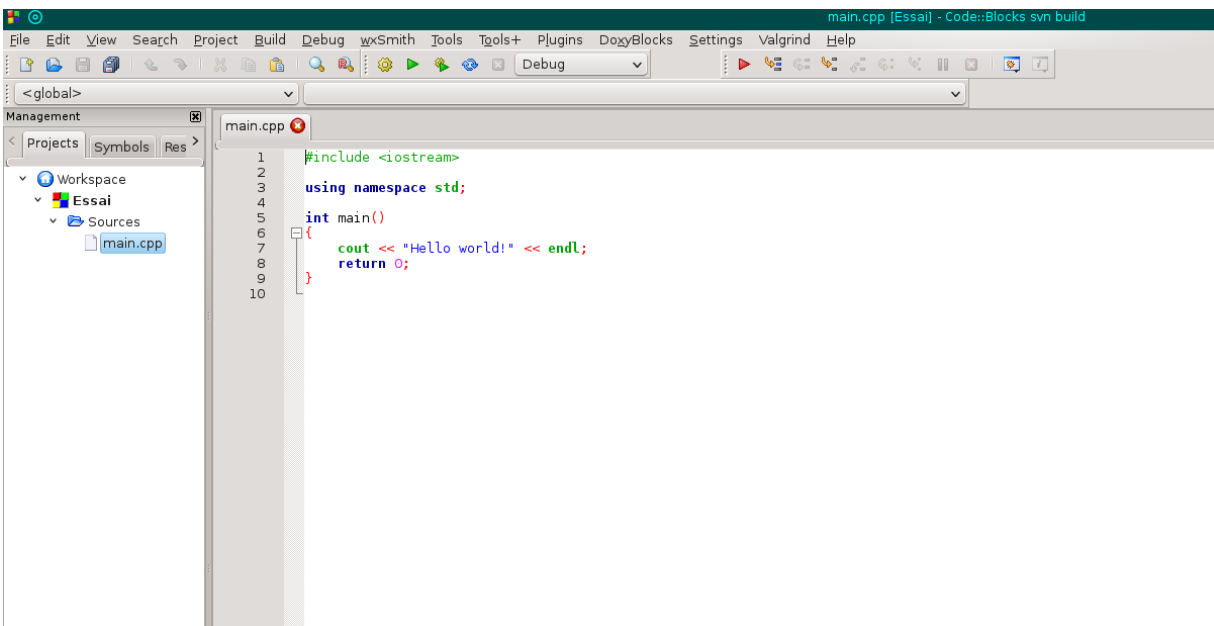 main.cpp [Essai] - Code::Blocks svn build
File Edit View Search Project Build Debug wxSmith Tools Tools+ Plugins DoxyBlocks Settings Valgrind Help
Debug
<global>
Management
main.cpp
Projects Symbols Res
Workspace
Essai
Sources
main.cpp
1 #include <iostream>
2
3 using namespace std;
4
5 int main()
6 {
7 cout << "Hello world!" << endl;
8 return 0;
9 }
10